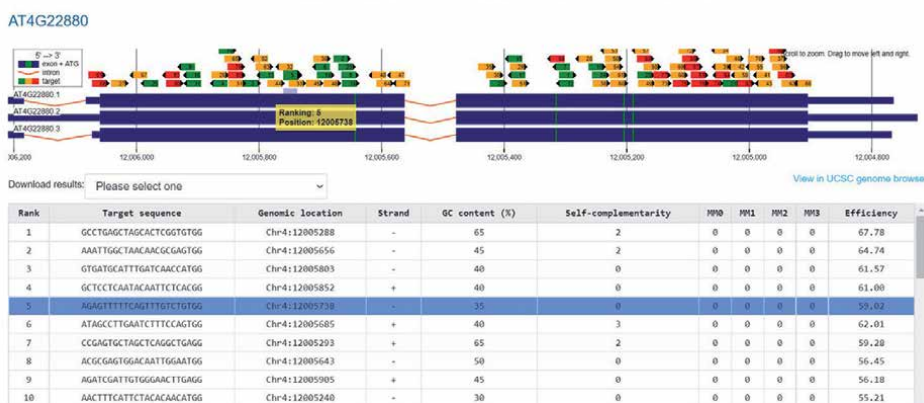 AT4G22880
5' --> 3'
exon + ATG
intron
target
scroll to zoom. Drag to move left and right.
AT4G22880.1
AT4G22880.2
AT4G22880.3
Ranking: 5
Position: 12005738
006,200 12,006,000 12,005,800 12,005,600 12,005,400 12,005,200 12,005,000 12,004,800
Download results: Please select one
View in UCSC genome browse
Rank Target sequence Genomic location Strand GC content (%) Self-complementarity MM0 MM1 MM2 MM3 Efficiency
1 GCCTGAGCTAGCACTCGGTGTGG Chr4:12005288 - 65 2 0 0 0 0 67.78
2 AAATTGGCTAACAACGCGAGTGG Chr4:12005656 - 45 2 0 0 0 0 64.74
3 GTGATGCATTTGATCAACCATGG Chr4:12005803 - 40 0 0 0 0 0 61.57
4 GCTCCTCAATACAATTCTCACGG Chr4:12005852 + 40 0 0 0 0 0 61.00
5 AGAGTTTTTCAGTTTGTCTGTGG Chr4:12005738 - 35 0 0 0 0 0 59.02
6 ATAGCCTTGAATCTTTCCAGTGG Chr4:12005685 + 40 3 0 0 0 0 62.01
7 CCGAGTGCTAGCTCAGGCTGAGG Chr4:12005293 + 65 2 0 0 0 0 59.28
8 ACGCGAGTGGACAATTGGAATGG Chr4:12005643 - 50 0 0 0 0 0 56.45
9 AGATCGATTGTGGGAACTTGAGG Chr4:12005905 + 45 0 0 0 0 0 56.18
10 AACTTTCATTCTACACAACATGG Chr4:12005240 - 30 0 0 0 0 0 55.21